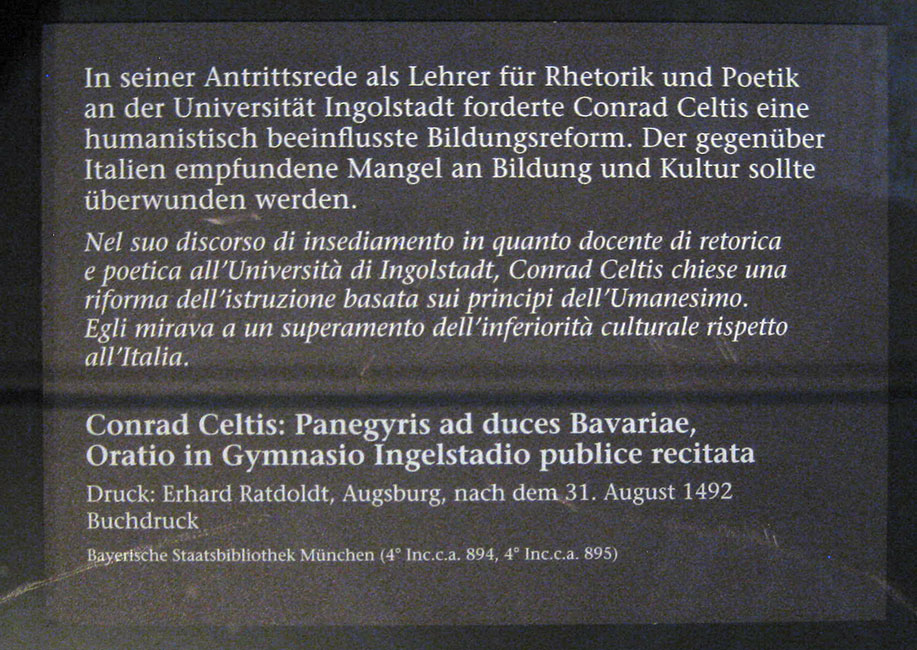 In seiner Antrittsrede als Lehrer für Rhetorik und Poetik
an der Universität Ingolstadt forderte Conrad Celtis eine
humanistisch beeinflusste Bildungsreform. Der gegenüber
Italien empfundene Mangel an Bildung und Kultur sollte
überwunden werden.
Nel suo discorso di insediamento in quanto docente di retorica
e poetica all'Università di Ingolstadt, Conrad Celtis chiese una
riforma dell'istruzione basata sui principi dell'Umanesimo.
Egli mirava a un superamento dell'inferiorità culturale rispetto
all'Italia.
Conrad Celtis: Panegyris ad duces Bavariae,
Oratio in Gymnasio Ingelstadio publice recitata
Druck: Erhard Ratdoldt, Augsburg, nach dem 31. August 1492
Buchdruck
Bayerische Staatsbibliothek München (4° Inc.c.a. 894, 4° Inc.c.a. 895)